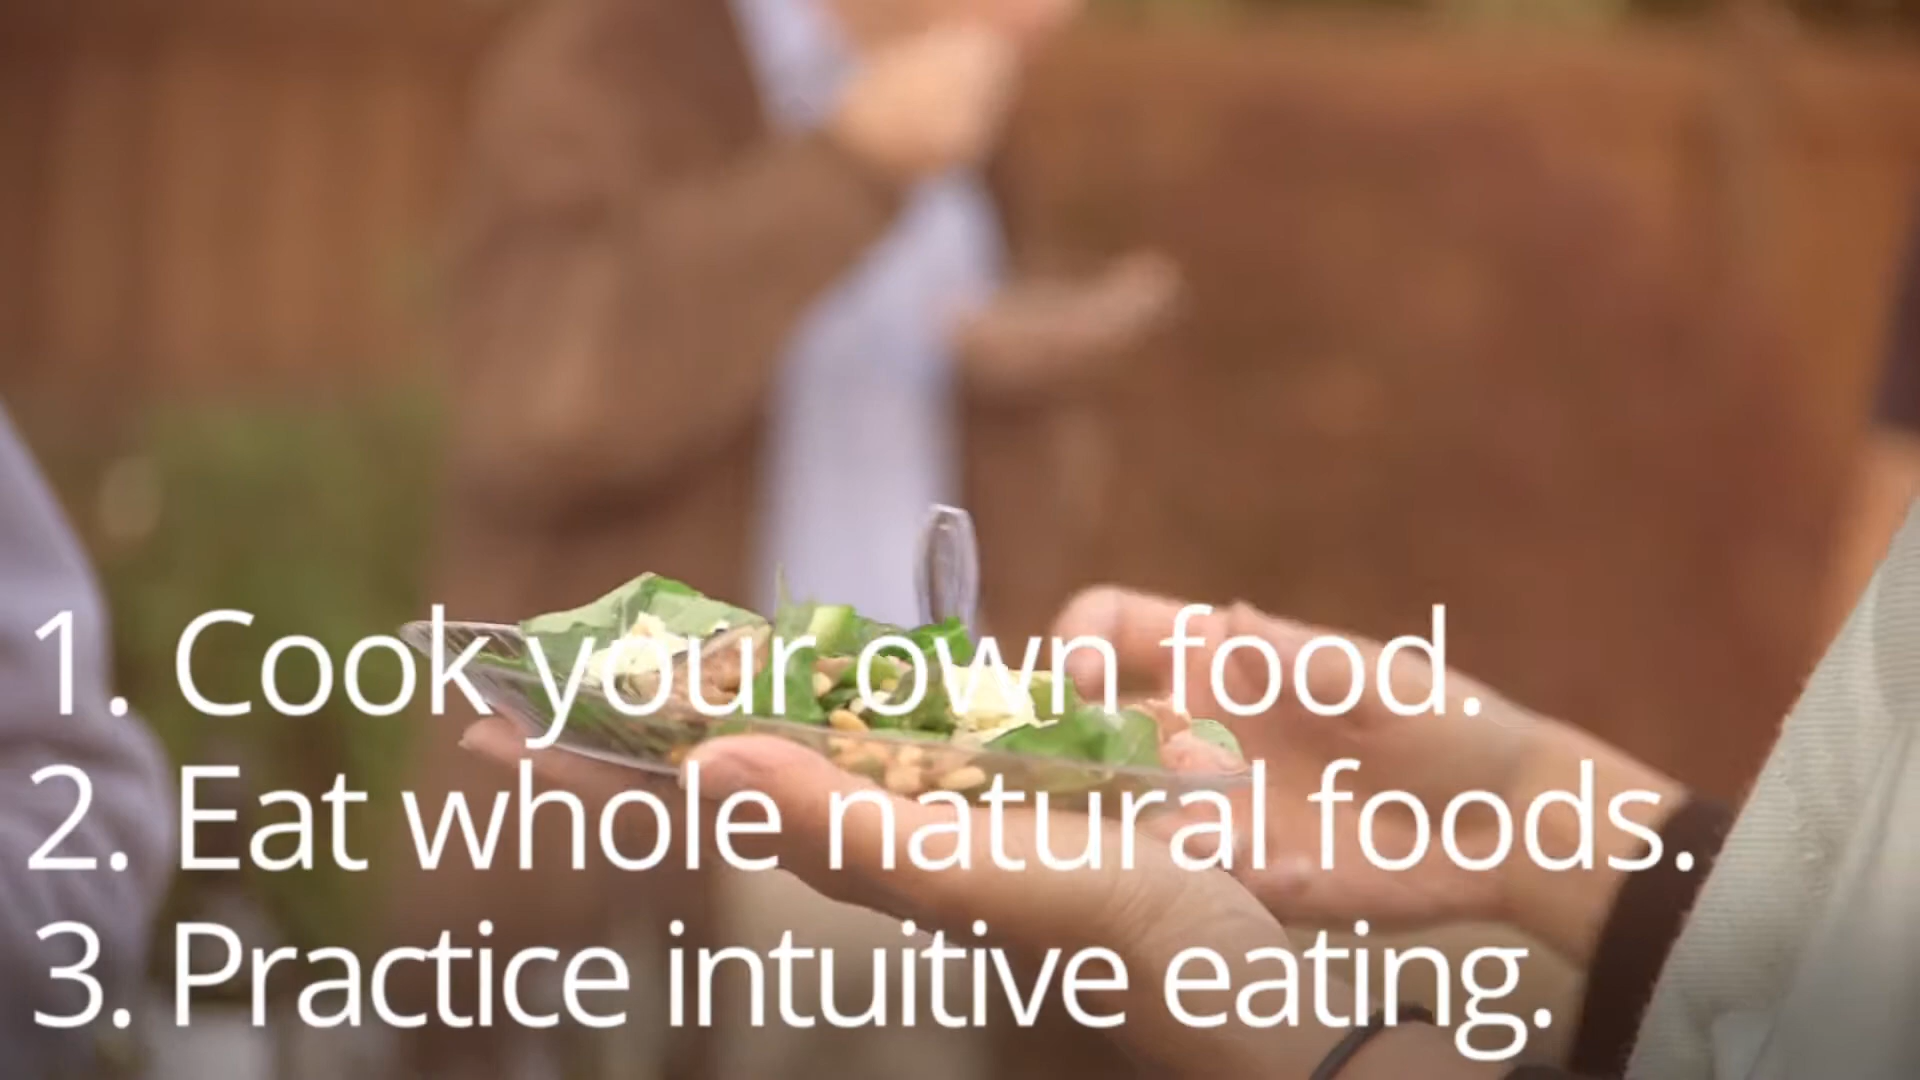 1. Cook your own food.
2. Eat whole natural foods.
3. Practice intuitive eating.